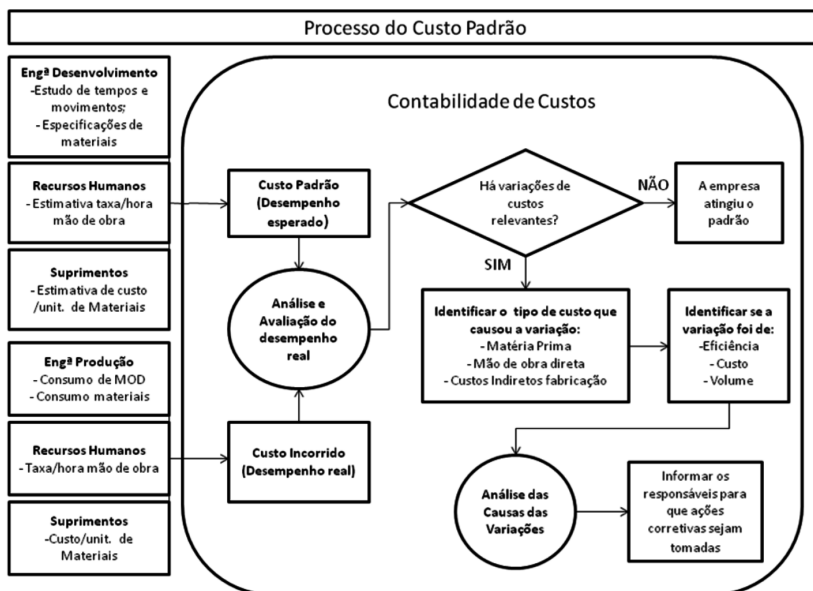 Processo do Custo Padrão
Engª Desenvolvimento
-Estudo de tempos e
movimentos;
- Especificações de
materiais
Recursos Humanos
- Estimativa taxa/hora
mão de obra
Suprimentos
- Estimativa de custo
/unit. de Materiais
Engª Produção
- Consumo de MOD
- Consumo materiais
Recursos Humanos
- Taxa/hora mão de obra
Suprimentos
-Custo/unit. de
Materiais
Contabilidade de Custos
Custo Padrão
(Desempenho
esperado)
Análise e
Avaliação do
desempenho
real
Custo Incorrido
(Desempenho real)
Há variações de
custos
relevantes?
NÃO
A empresa
atingiu o
padrão
SIM
Identificar o tipo de custo que
causou a variação:
- Matéria Prima
- Mão de obra direta
- Custos Indiretos fabricação
Identificar se a
variação foi de:
-Eficiência
- Custo
- Volume
Análise das
Causas das
Variações
Informar os
responsáveis para
que ações
corretivas sejam
tomadas